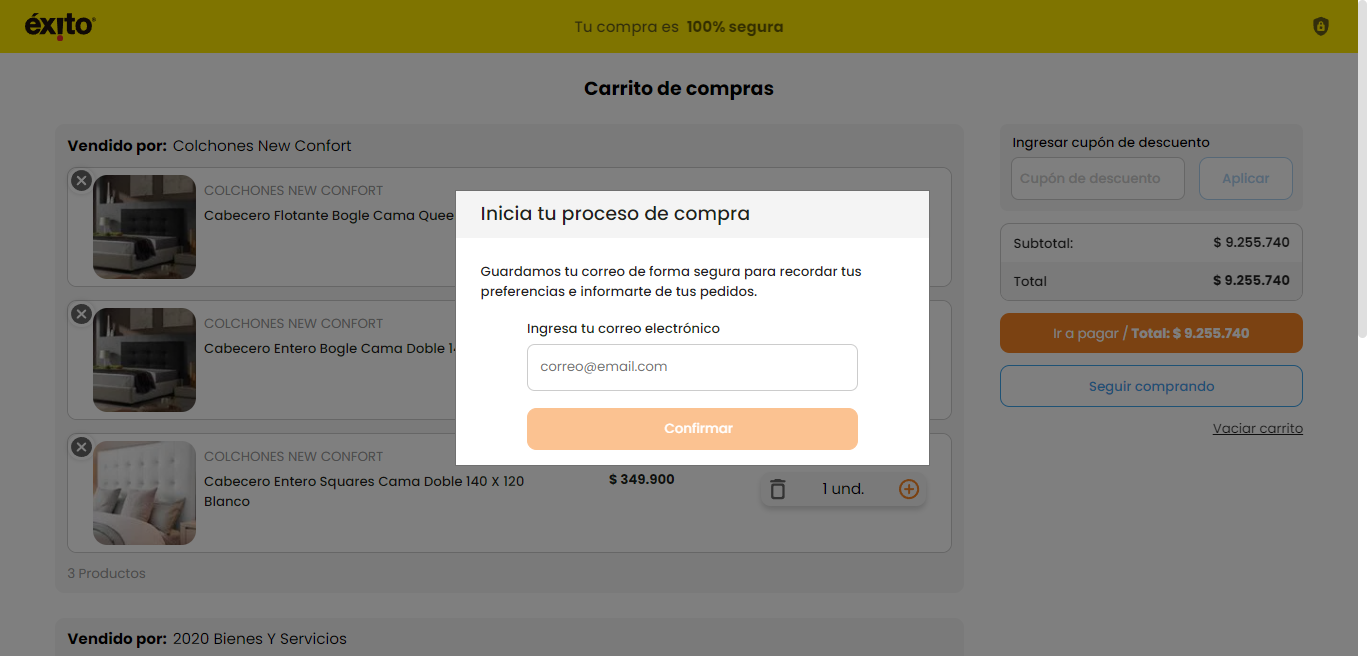 éxito
Tu compra es 100% segura
Carrito de compras
Vendido por: Colchones New Confort
COLCHONES NEW CONFORT
Cabecero Flotante Bogle Cama Quee
COLCHONES NEW CONFORT
Cabecero Entero Bogle Cama Doble
COLCHONES NEW CONFORT
Cabecero Entero Squares Cama Doble 140 X 120
Blanco
$ 349.900
1 und.
3 Productos
Vendido por: 2020 Bienes Y Servicios
Inicia tu proceso de compra
Guardamos tu correo de forma segura para recordar tus
preferencias e informarte de tus pedidos.
Ingresa tu correo electrónico
correo@email.com
Confirmar
Ingresar cupón de descuento
Cupón de descuento
Aplicar
Subtotal: $ 9.255.740
Total $ 9.255.740
Ir a pagar / Total: $ 9.255.740
Seguir comprando
Vaciar carrito